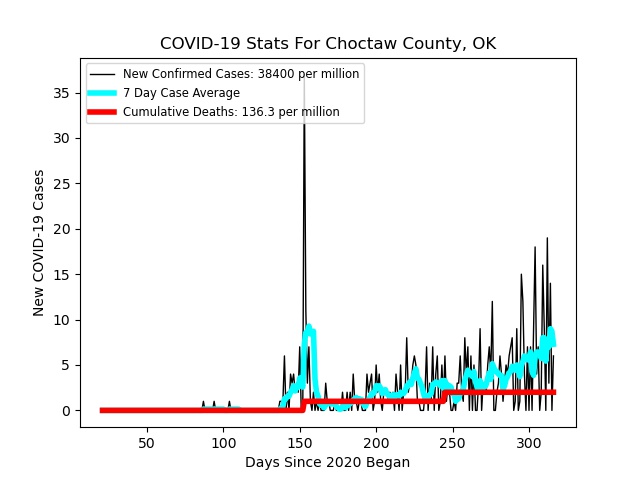 COVID-19 Stats For Choctaw County, OK
New Confirmed Cases: 38400 per million
7 Day Case Average
Cumulative Deaths: 136.3 per million
New COVID-19 Cases
35
30
25
20
15
10
5
0
50 100 150 200 250 300
Days Since 2020 Began